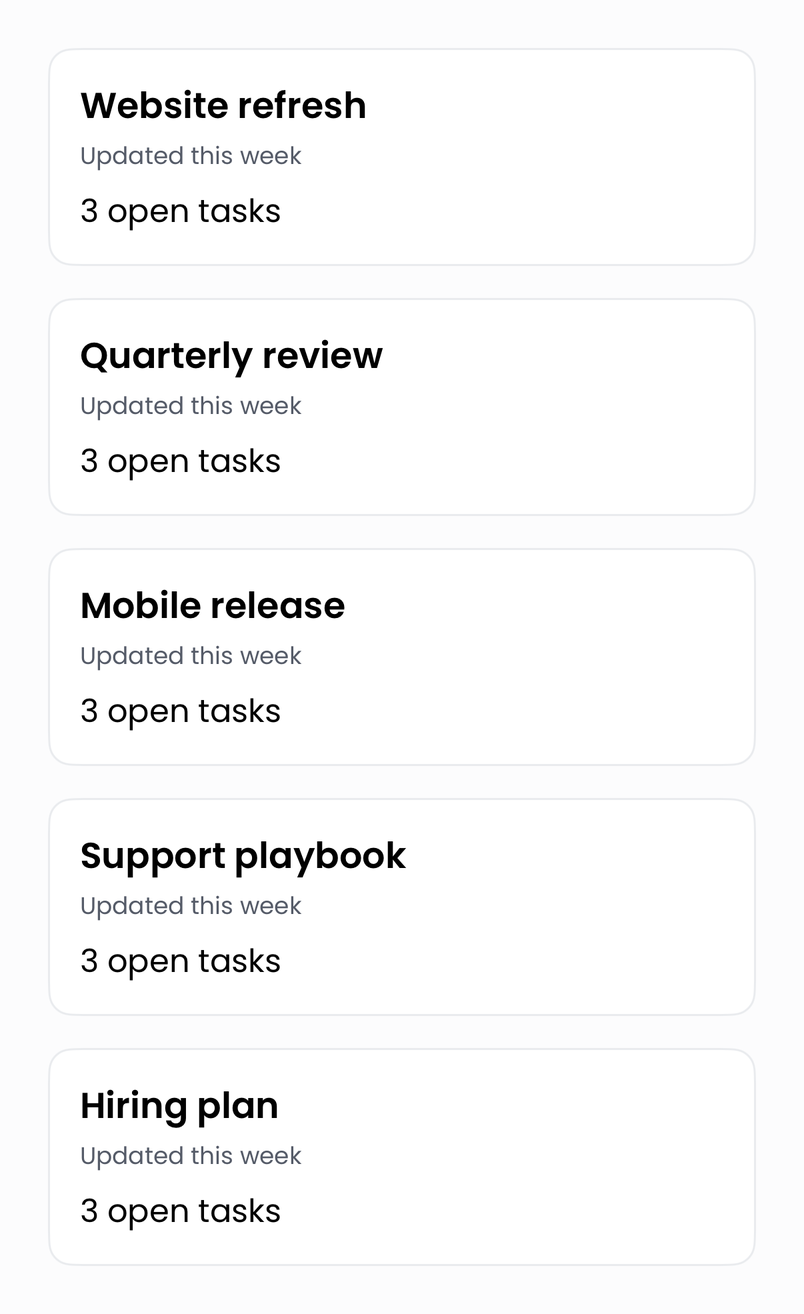 Website refresh
Updated this week
3 open tasks
Quarterly review
Updated this week
3 open tasks
Mobile release
Updated this week
3 open tasks
Support playbook
Updated this week
3 open tasks
Hiring plan
Updated this week
3 open tasks